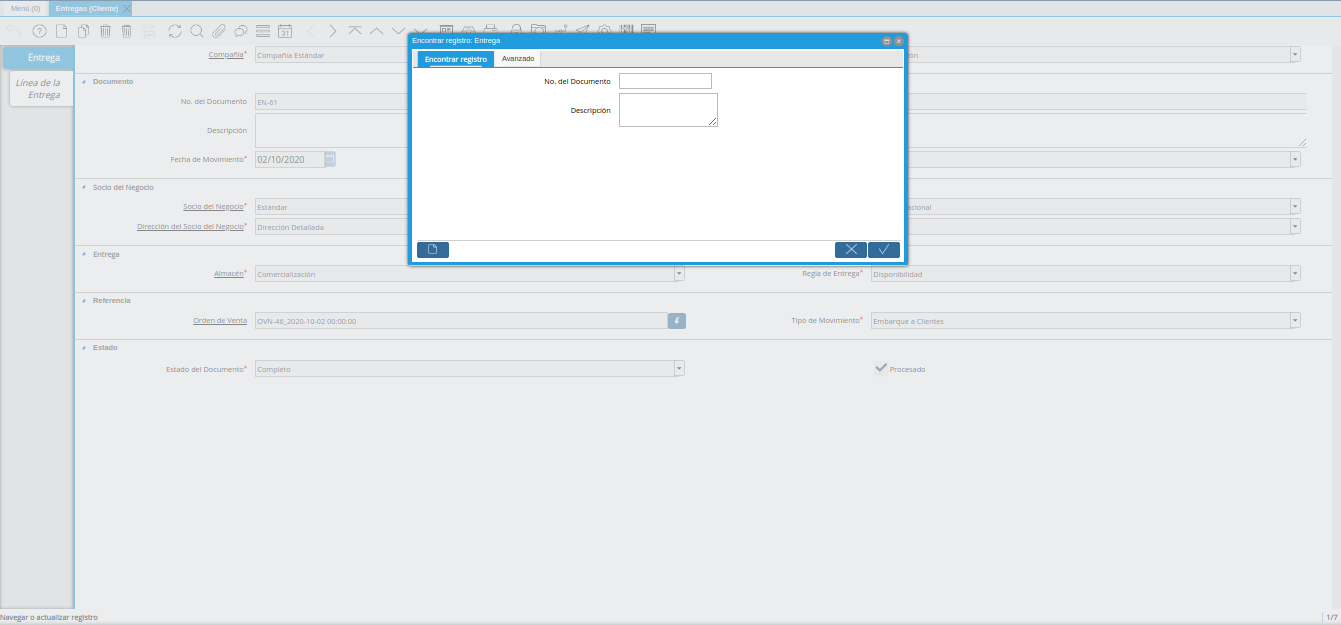 Menú (0) Entregas (Cliente)
31
Encontrar registro: Entrega
Encontrar registro Avanzado
No. del Documento
Descripción
Entrega
Línea de la
Entrega
Compañía* Compañía Estándar
Documento
No. del Documento EN-61
Descripción
Fecha de Movimiento* 02/10/2020
Socio del Negocio
Socio del Negocio* Estándar
Dirección del Socio del Negocio* Dirección Detallada
Entrega
Almacén* Comercialización Regla de Entrega* Disponibilidad
Referencia
Orden de Venta OVN-46_2020-10-02 00:00:00 Tipo de Movimiento* Embarque a Clientes
Estado
Estado del Documento* Completo Procesado
Navegar o actualizar registro 1/7